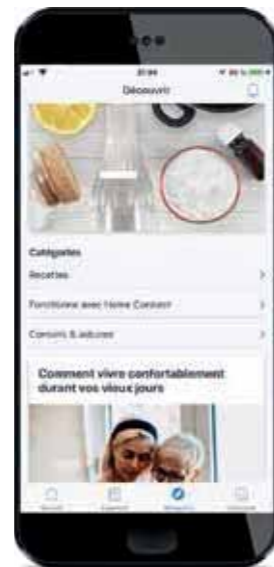 Découvrir
Catégories
Recettes
Fonctionne avec Home Connect
Conseils & astuces
Comment vivre confortablement
durant vos vieux jours